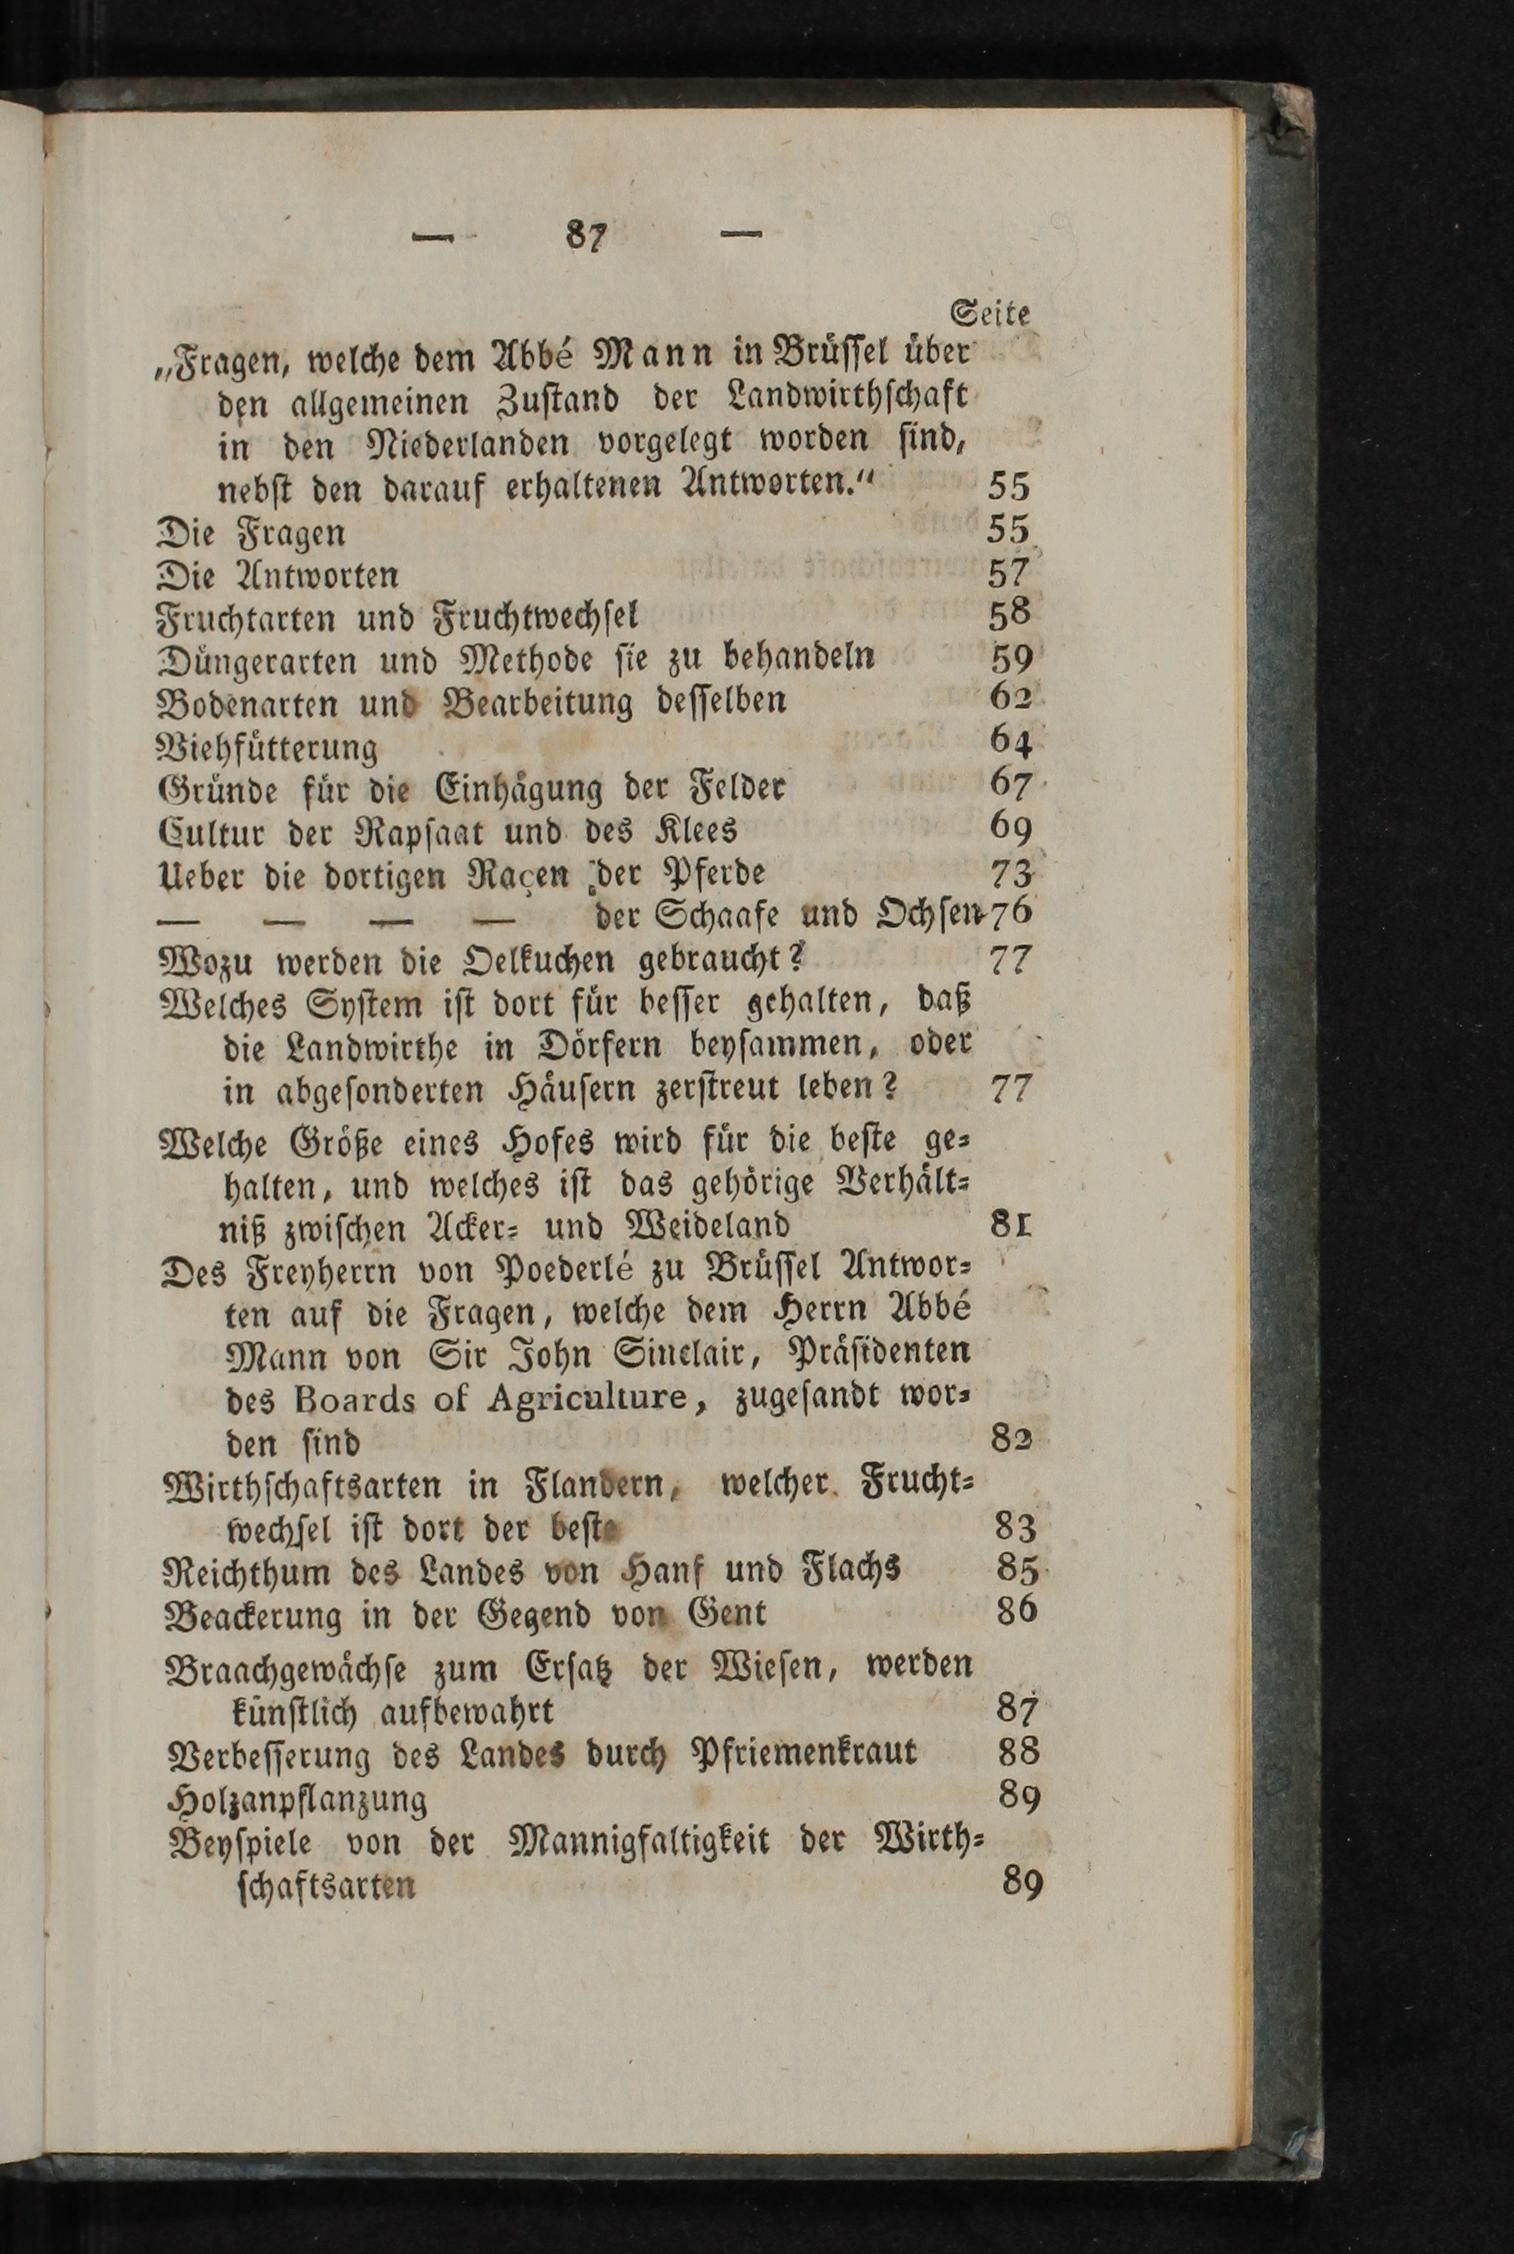 — 87 —
Seite
„Fragen, welche dem Abbé Mann in Brüſſel über
den allgemeinen Zuſtand der Landwirthſchaft
in den Niederlanden vorgelegt worden ſind,
nebſt den darauf erhaltenen Antworten.“ 55
Die Fragen 55
Die Antworten 57
Fruchtarten und Fruchtwechſel 58
Düngerarten und Methode ſie zu behandeln 59
Bodenarten und Bearbeitung deſſelben 62
Viehfütterung 64
Gründe für die Einhägung der Felder 67
Cultur der Rapſaat und des Klees 69
Ueber die dortigen Raçen der Pferde 73
— — — — der Schaafe und Ochſen 76
Wozu werden die Oelkuchen gebraucht? 77
Welches Syſtem iſt dort für beſſer gehalten, daß
die Landwirthe in Dörfern beyſammen, oder
in abgeſonderten Häuſern zerſtreut leben? 77
Welche Größe eines Hofes wird für die beſte ge⸗
halten, und welches iſt das gehörige Verhält⸗
niß zwiſchen Acker⸗ und Weideland 81
Des Freyherrn von Poederlé zu Brüſſel Antwor⸗
ten auf die Fragen, welche dem Herrn Abbé
Mann von Sir John Sinclair, Präſidenten
des Boards of Agriculture, zugeſandt wor⸗
den ſind 82
Wirthſchaftsarten in Flandern, welcher Frucht⸗
wechſel iſt dort der beſte 83
Reichthum des Landes von Hanf und Flachs 85
Beackerung in der Gegend von Gent 86
Braachgewächſe zum Erſatz der Wieſen, werden
künſtlich aufbewahrt 87
Verbeſſerung des Landes durch Pfriemenkraut 88
Holzanpflanzung 89
Beyſpiele von der Mannigfaltigkeit der Wirth⸗
ſchaftsarten 89